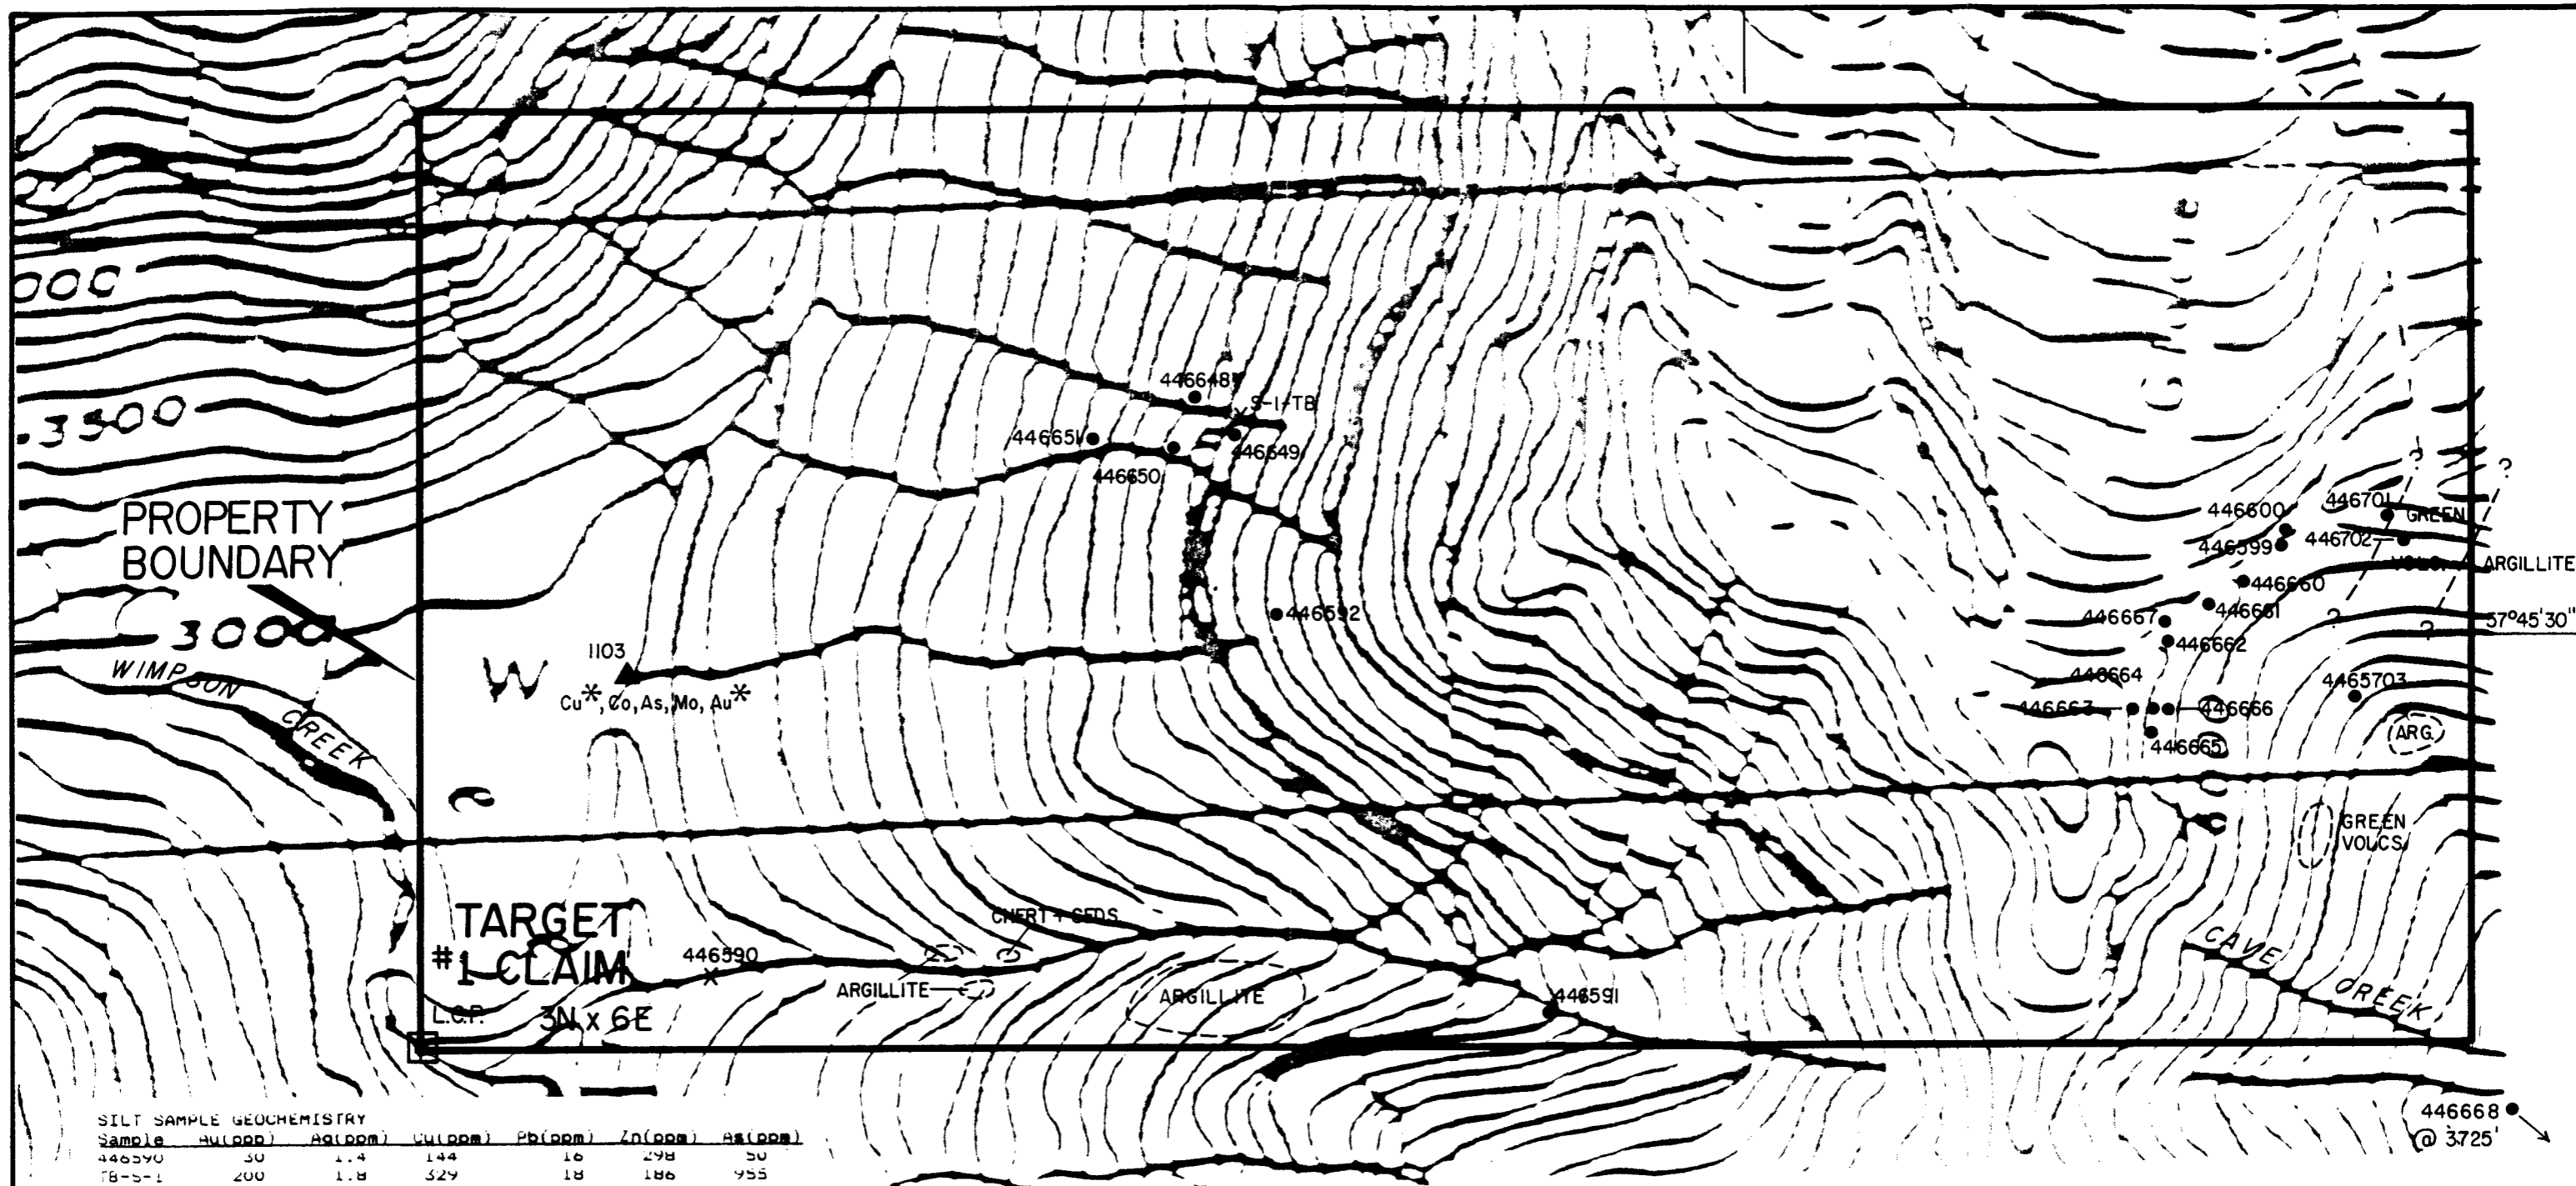 000
3500
PROPERTY
BOUNDARY
3000
WIMPSON
CREEK
446648
S-1-TB
446651
446649
446650
446592
1103
Cu*, Co, As, Mo, Au*
W
446600
446701
GREEN
446599
446702
VOLC.
ARGILLITE
446660
446661
57°45'30"
446667
446662
446664
4465703
446663
446666
446665
ARG.
?
?
?
?
GREEN
VOLCS
TARGET
#1 CLAIM
L.C.P.
3N x 6E
446590
CHERT + SEDS.
ARGILLITE
ARGILLITE
446591
CAVE
CREEK
446668
@ 3725'
SILT SAMPLE GEOCHEMISTRY
Sample Au(ppb) Ag(ppm) Cu(ppm) Pb(ppm) Zn(ppm) As(ppm)
446590 30 1.4 144 16 298 50
TB-S-1 200 1.8 329 18 186 955